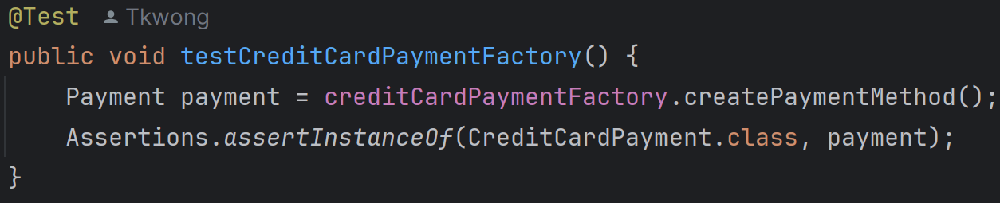 @Test Tkwong
public void testCreditCardPaymentFactory() {
Payment payment = creditCardPaymentFactory.createPaymentMethod();
Assertions.assertInstanceOf(CreditCardPayment.class, payment);
}